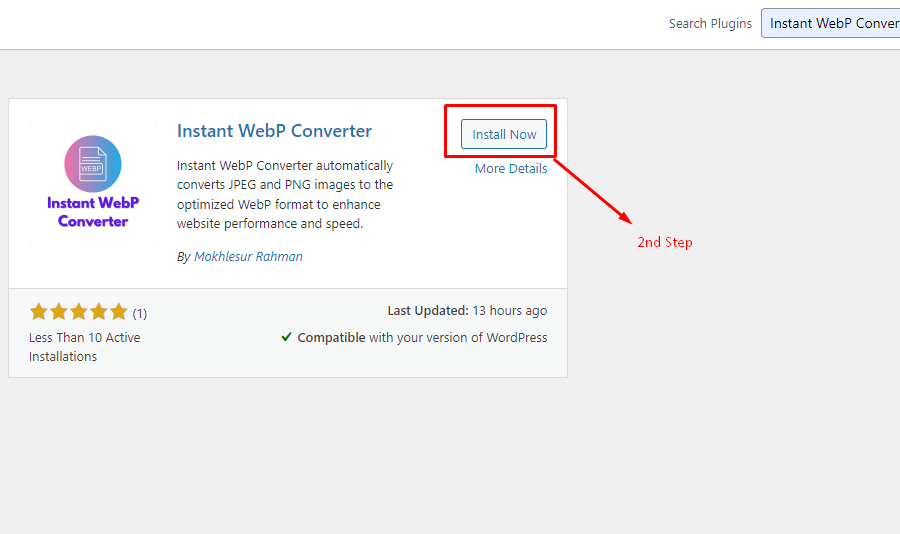 Search Plugins
Instant WebP Conver
Instant WebP Converter
Install Now
More Details
Instant WebP Converter automatically
converts JPEG and PNG images to the
optimized WebP format to enhance
website performance and speed.
By Mokhlesur Rahman
WEBP
Instant WebP
Converter
2nd Step
(1)
Less Than 10 Active
Installations
Last Updated: 13 hours ago
Compatible with your version of WordPress